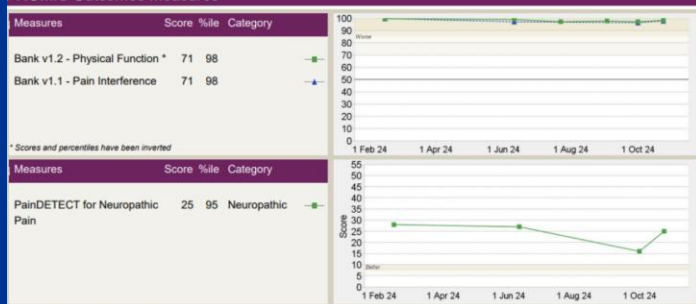 Measures Score %ile Category
Bank v1.2 - Physical Function * 71 98
Bank v1.1 - Pain Interference 71 98
* Scores and percentiles have been inverted
100
90
80
70
60
50
40
30
20
10
0
Worse
1 Feb 24 1 Apr 24 1 Jun 24 1 Aug 24 1 Oct 24
Measures Score %ile Category
PainDETECT for Neuropathic 25 95 Neuropathic
Pain
Score
55
50
45
40
35
30
25
20
15
10
5
0
Better
1 Feb 24 1 Apr 24 1 Jun 24 1 Aug 24 1 Oct 24